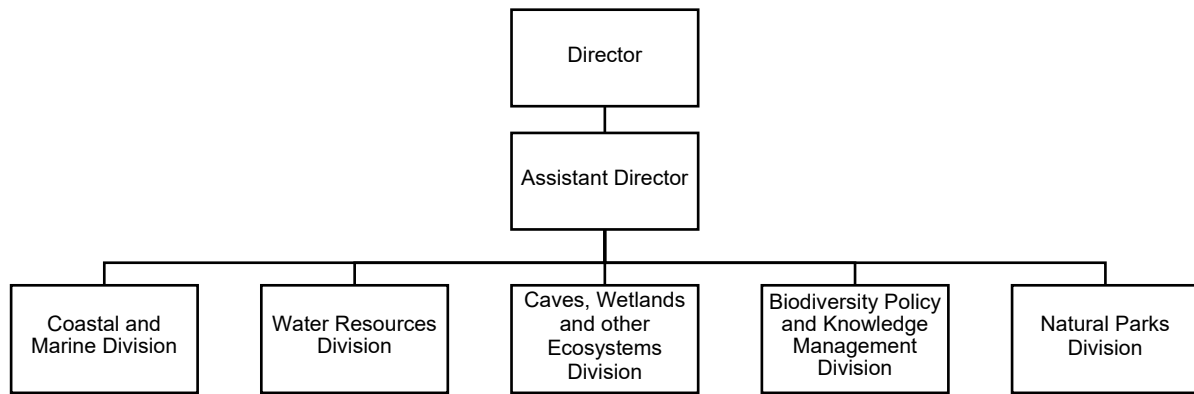 Director
Assistant Director
Coastal and
Marine Division
Water Resources
Division
Caves, Wetlands
and other
Ecosystems
Division
Biodiversity Policy
and Knowledge
Management
Division
Natural Parks
Division